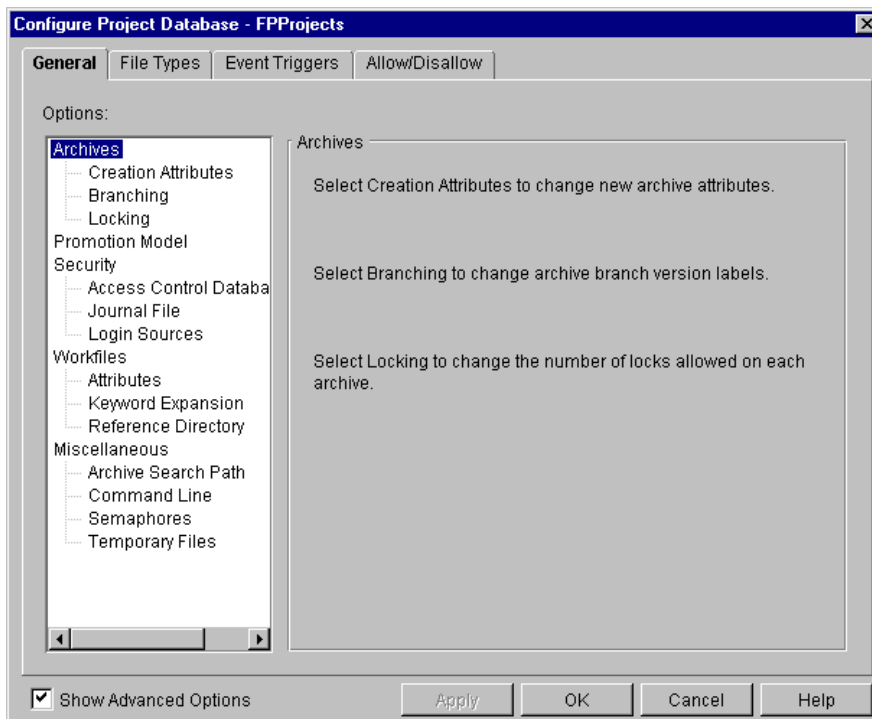 Configure Project Database - FPProjects
General File Types Event Triggers Allow/Disallow
Options:
Archives
Creation Attributes
Branching
Locking
Promotion Model
Security
Access Control Databa
Journal File
Login Sources
Workfiles
Attributes
Keyword Expansion
Reference Directory
Miscellaneous
Archive Search Path
Command Line
Semaphores
Temporary Files
Archives
Select Creation Attributes to change new archive attributes.
Select Branching to change archive branch version labels.
Select Locking to change the number of locks allowed on each
archive.
Show Advanced Options
Apply OK Cancel Help